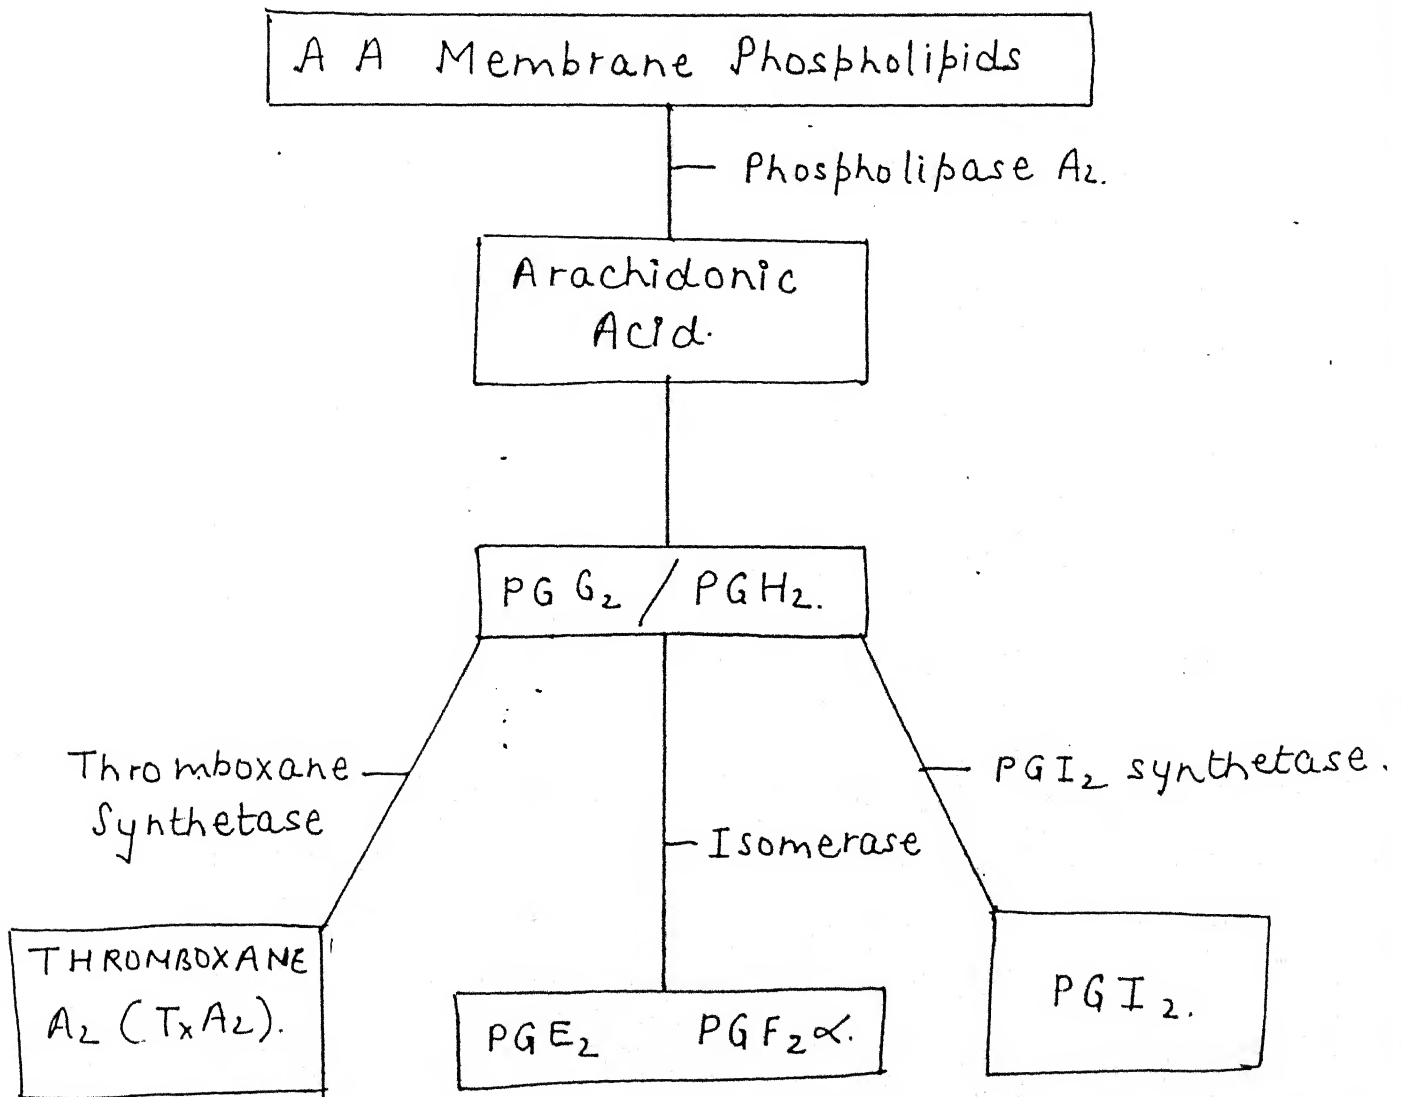 A A Membrane Phospholipids
Phospholipase A₂.
Arachidonic
Acid.
PG G₂ / PGH₂.
Thromboxane
Synthetase
PGI₂ synthetase.
Isomerase
THROMBOXANE
A₂ (TxA₂).
PGE₂ PGF₂α.
PGI₂.